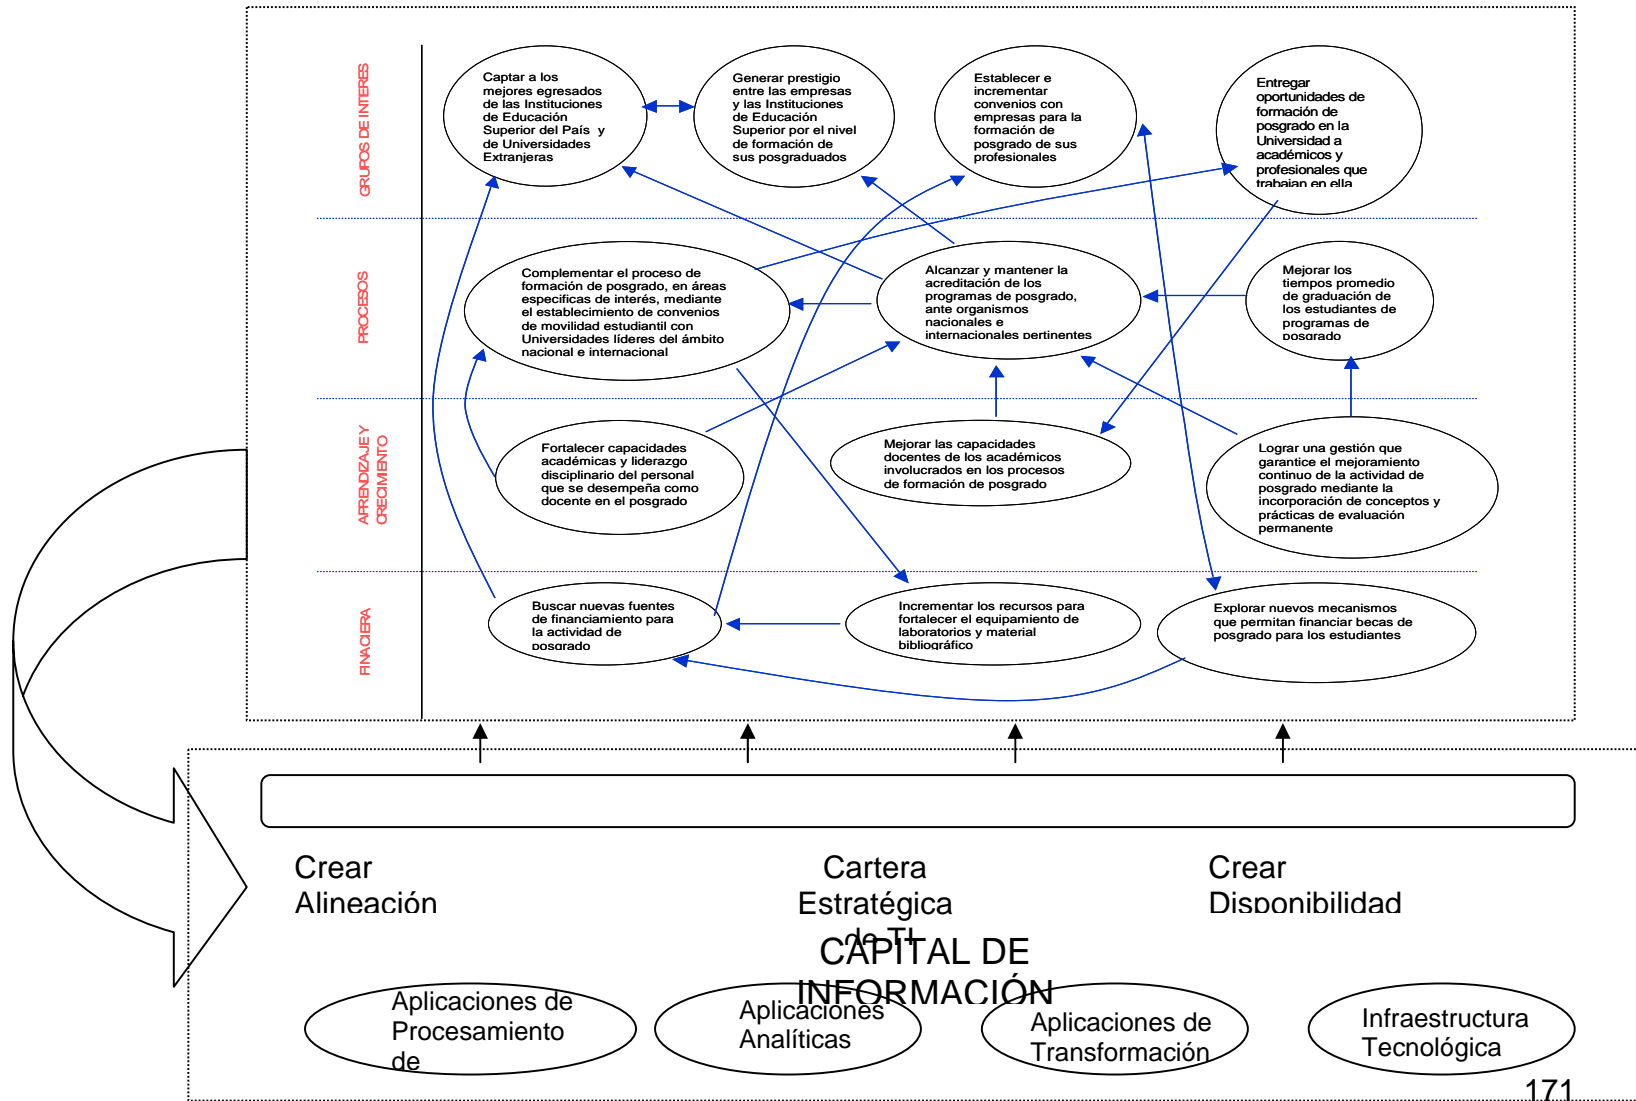 GRUPOS DE INTERES
Captar a los
mejores egresados
de las Instituciones
de Educación
Superior del País y
de Universidades
Extranjeras
Generar prestigio
entre las empresas
y las Instituciones
de Educación
Superior por el nivel
de formación de
sus posgraduados
Establecer e
incrementar
convenios con
empresas para la
formación de
posgrado de sus
profesionales
Entregar
oportunidades de
formación de
posgrado en la
Universidad a
académicos y
profesionales que
trabajan en ella
PROCESOS
Complementar el proceso de
formación de posgrado, en áreas
especificas de interés, mediante
el establecimiento de convenios
de movilidad estudiantil con
Universidades líderes del ámbito
nacional e internacional
Alcanzar y mantener la
acreditación de los
programas de posgrado,
ante organismos
nacionales e
internacionales pertinentes
Mejorar los
tiempos promedio
de graduación de
los estudiantes de
programas de
posgrado
APRENDIZAJE Y
CRECIMIENTO
Fortalecer capacidades
académicas y liderazgo
disciplinario del personal
que se desempeña como
docente en el posgrado
Mejorar las capacidades
docentes de los académicos
involucrados en los procesos
de formación de posgrado
Lograr una gestión que
garantice el mejoramiento
continuo de la actividad de
posgrado mediante la
incorporación de conceptos y
prácticas de evaluación
permanente
FINACIERA
Buscar nuevas fuentes
de financiamiento para
la actividad de
posgrado
Incrementar los recursos para
fortalecer el equipamiento de
laboratorios y material
bibliográfico
Explorar nuevos mecanismos
que permitan financiar becas de
posgrado para los estudiantes
Crear
Alineación
Cartera
Estratégica
de TI
Crear
Disponibilidad
CAPITAL DE
INFORMACIÓN
Aplicaciones de
Procesamiento
de
Aplicaciones
Analíticas
Aplicaciones de
Transformación
Infraestructura
Tecnológica
171